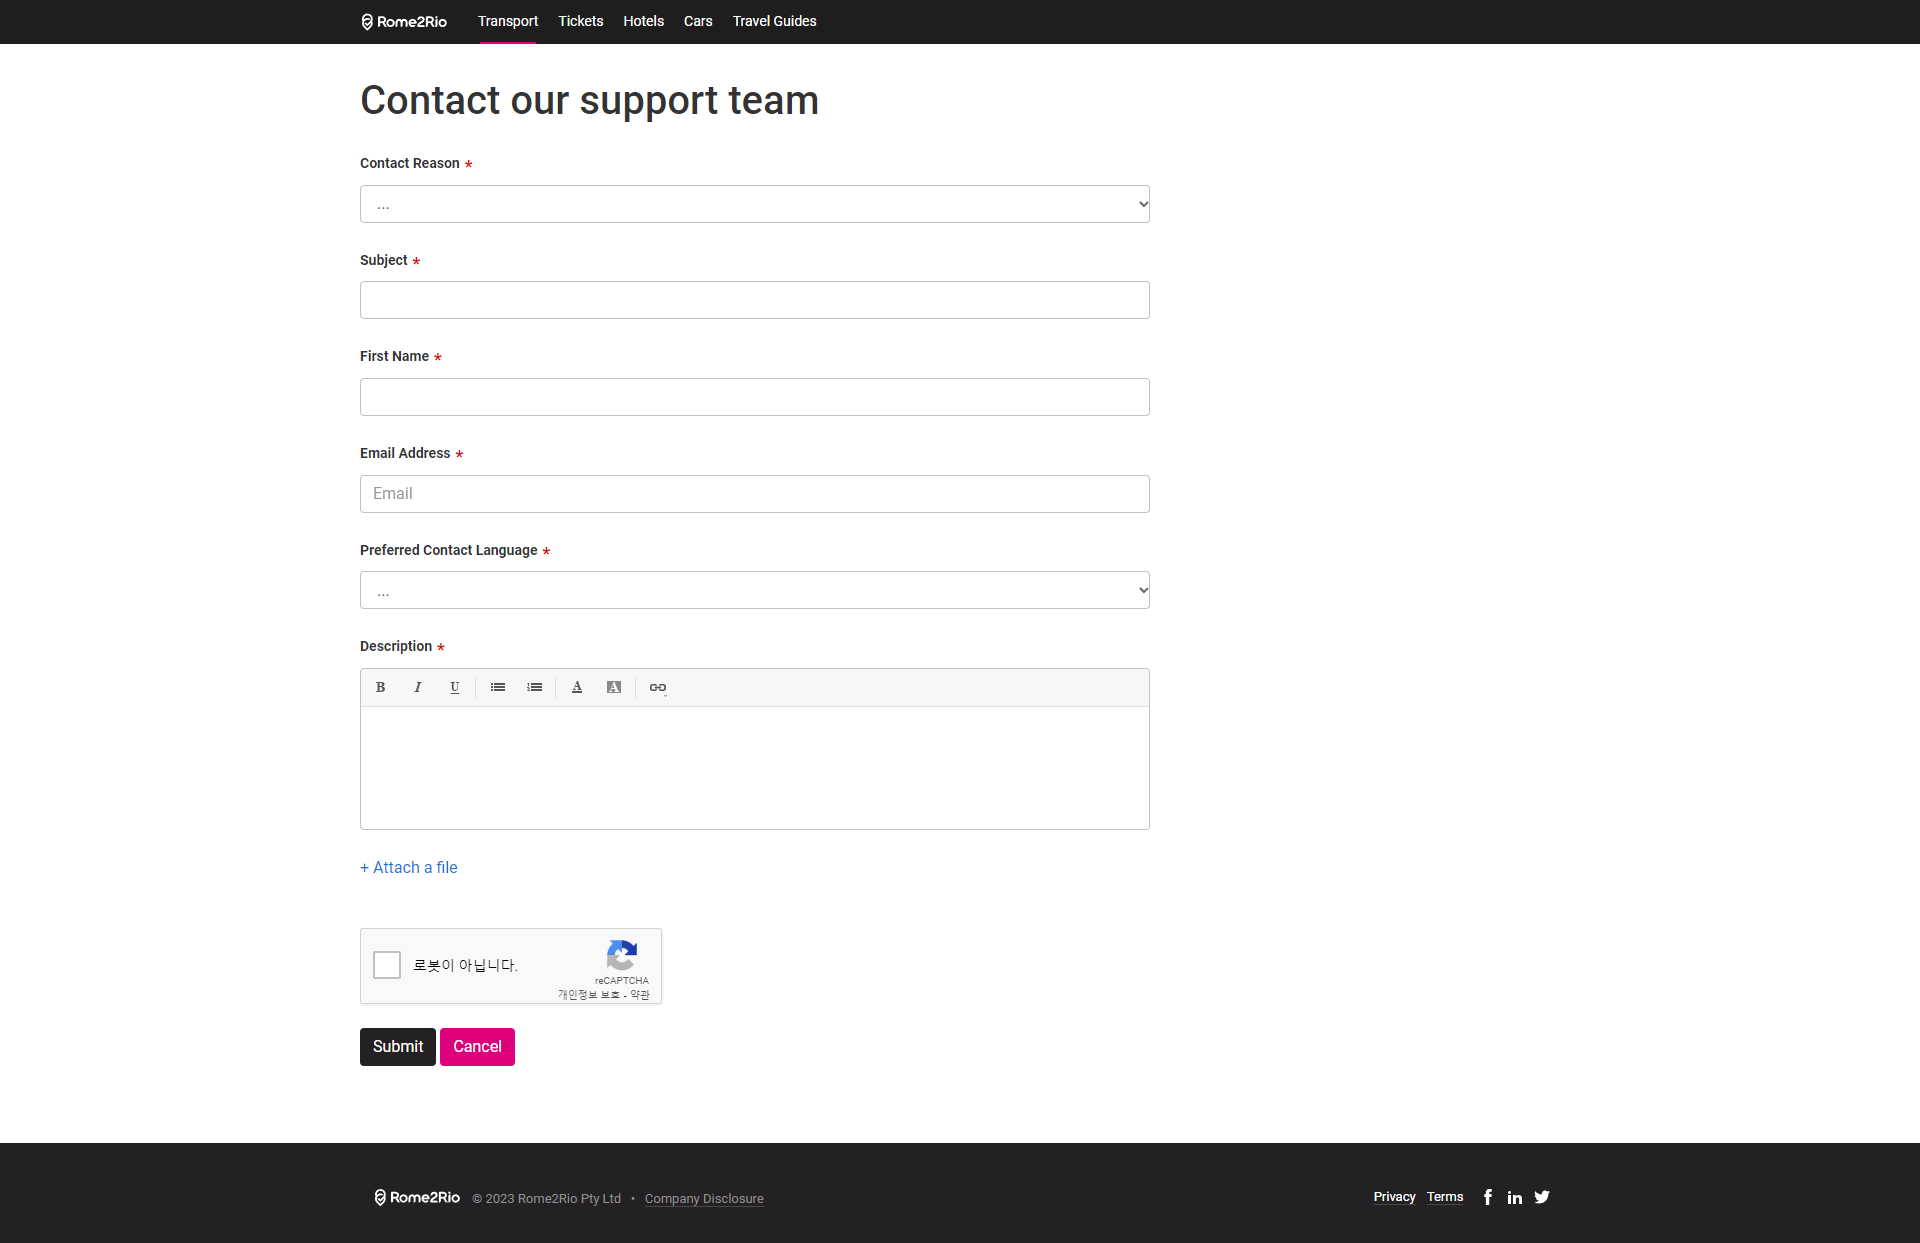 Rome2Rio Transport Tickets Hotels Cars Travel Guides
Contact our support team
Contact Reason *
...
Subject *
First Name *
Email Address *
Email
Preferred Contact Language *
...
Description *
B I U A A
+ Attach a file
로봇이 아닙니다.
reCAPTCHA
개인정보 보호 - 약관
Submit Cancel
Rome2Rio © 2023 Rome2Rio Pty Ltd • Company Disclosure Privacy Terms